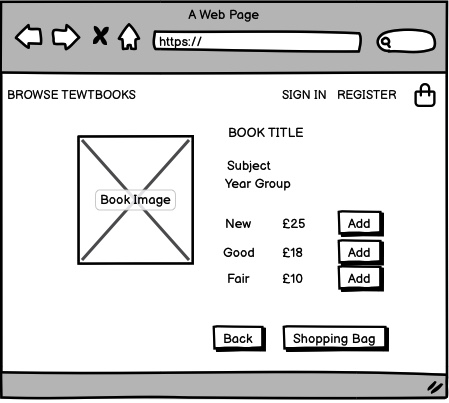 A Web Page
https://
BROWSE TEWTBOOKS SIGN IN REGISTER
BOOK TITLE
Subject
Year Group
Book Image
New £25 Add
Good £18 Add
Fair £10 Add
Back Shopping Bag